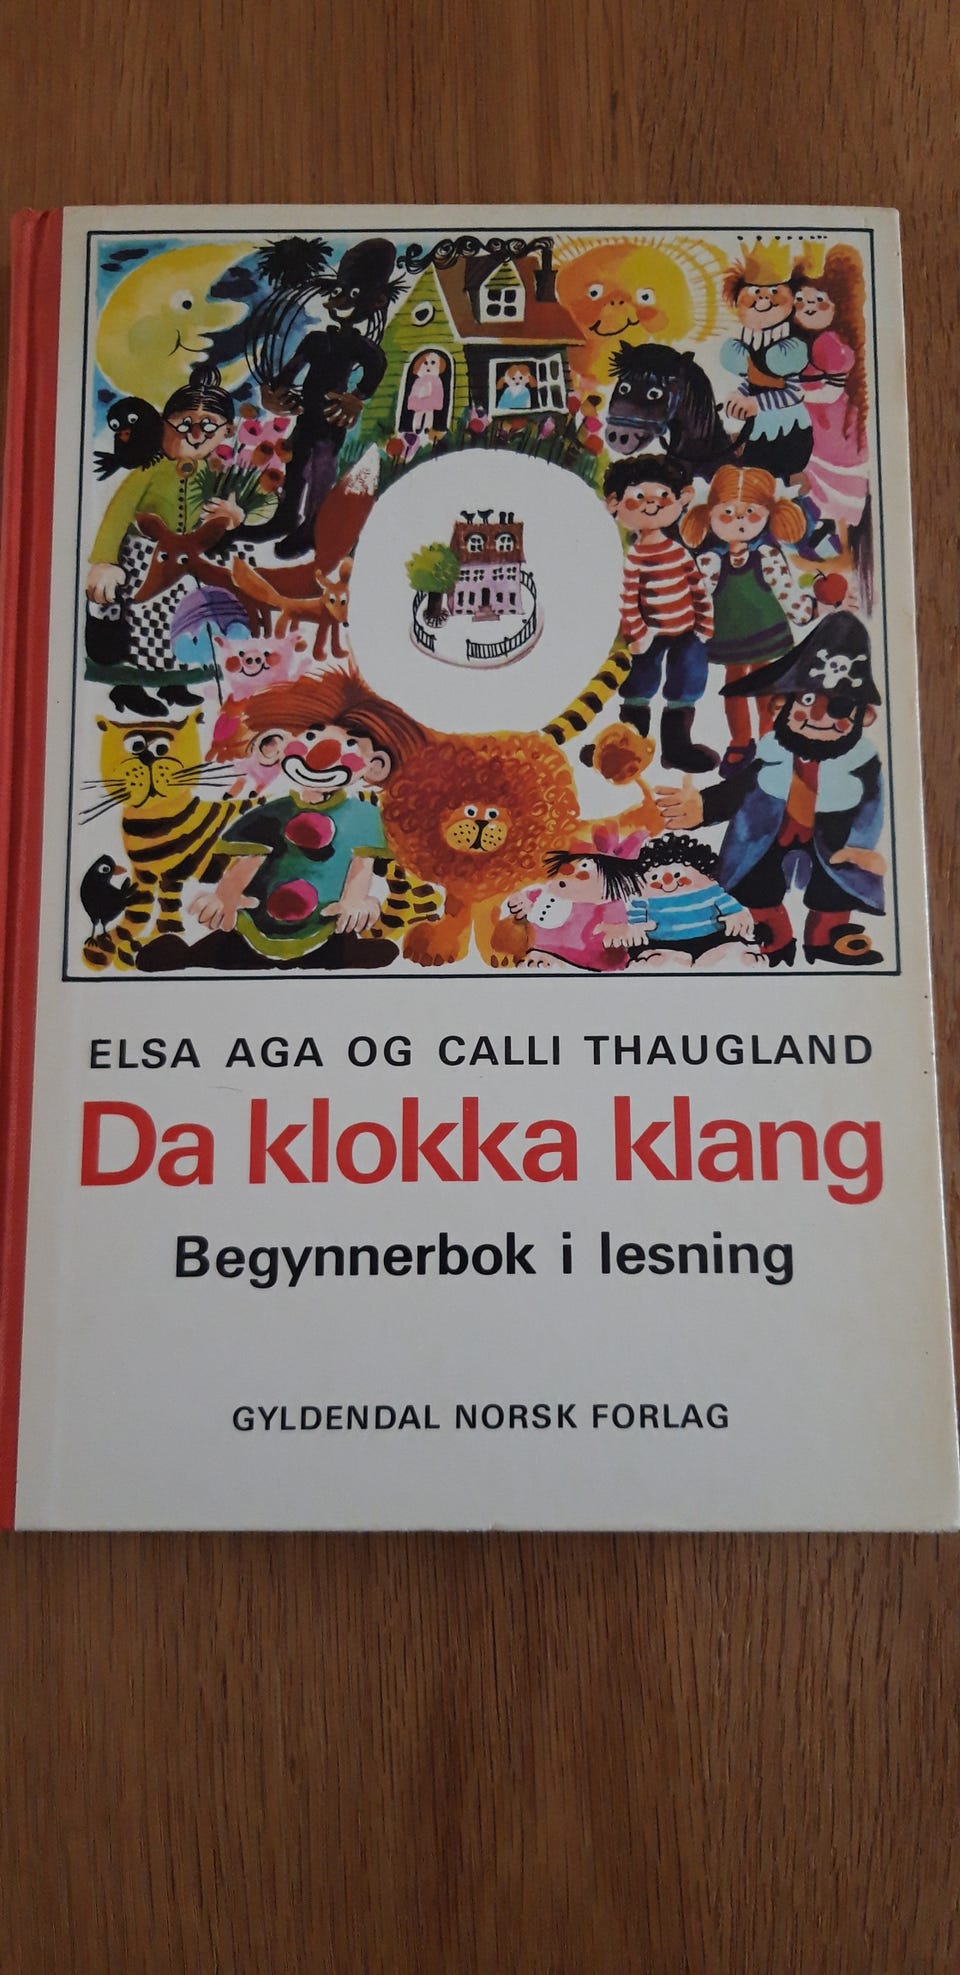 ELSA AGA OG CALLI THAUGLAND
Da klokka klang
Begynnerbok i lesning
GYLDENDAL NORSK FORLAG